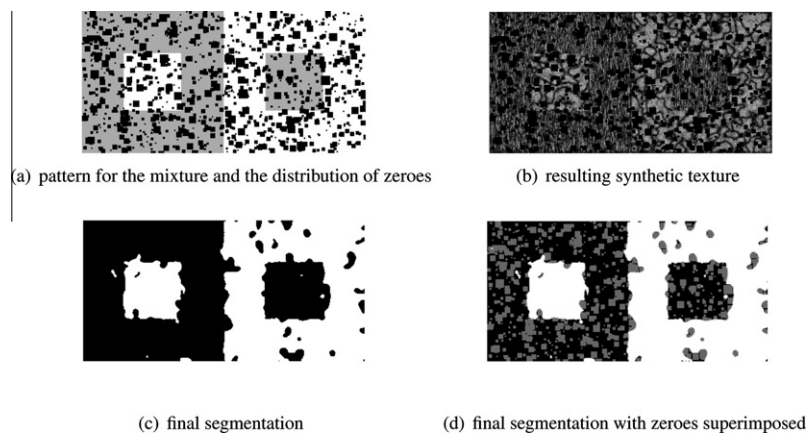 (a) pattern for the mixture and the distribution of zeroes
(b) resulting synthetic texture
(c) final segmentation
(d) final segmentation with zeroes superimposed